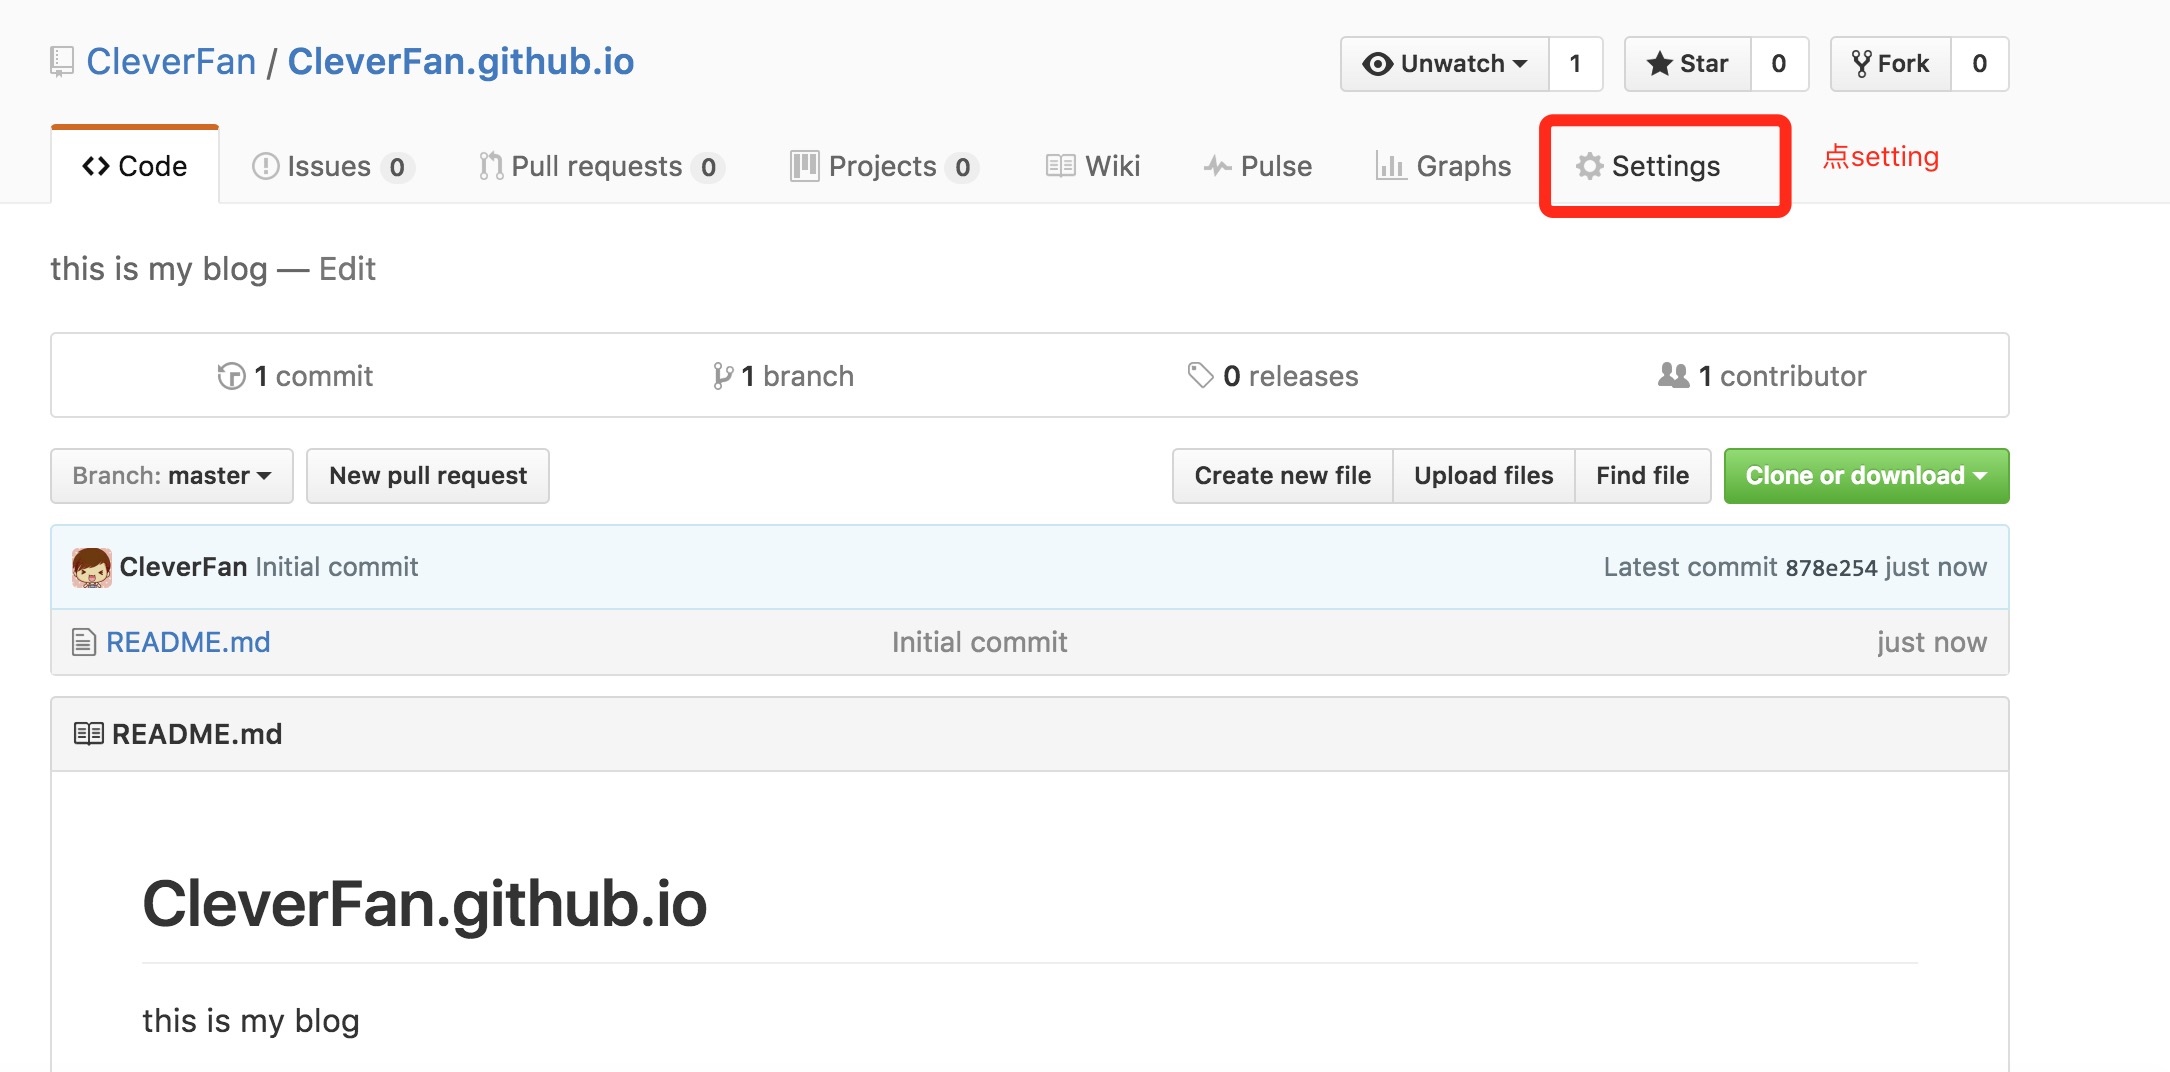 CleverFan / CleverFan.github.io
Unwatch 1 Star 0 Fork 0
Code Issues 0 Pull requests 0 Projects 0 Wiki Pulse Graphs Settings 点setting
this is my blog — Edit
1 commit 1 branch 0 releases 1 contributor
Branch: master New pull request Create new file Upload files Find file Clone or download
CleverFan Initial commit Latest commit 878e254 just now
README.md Initial commit just now
README.md
CleverFan.github.io
this is my blog